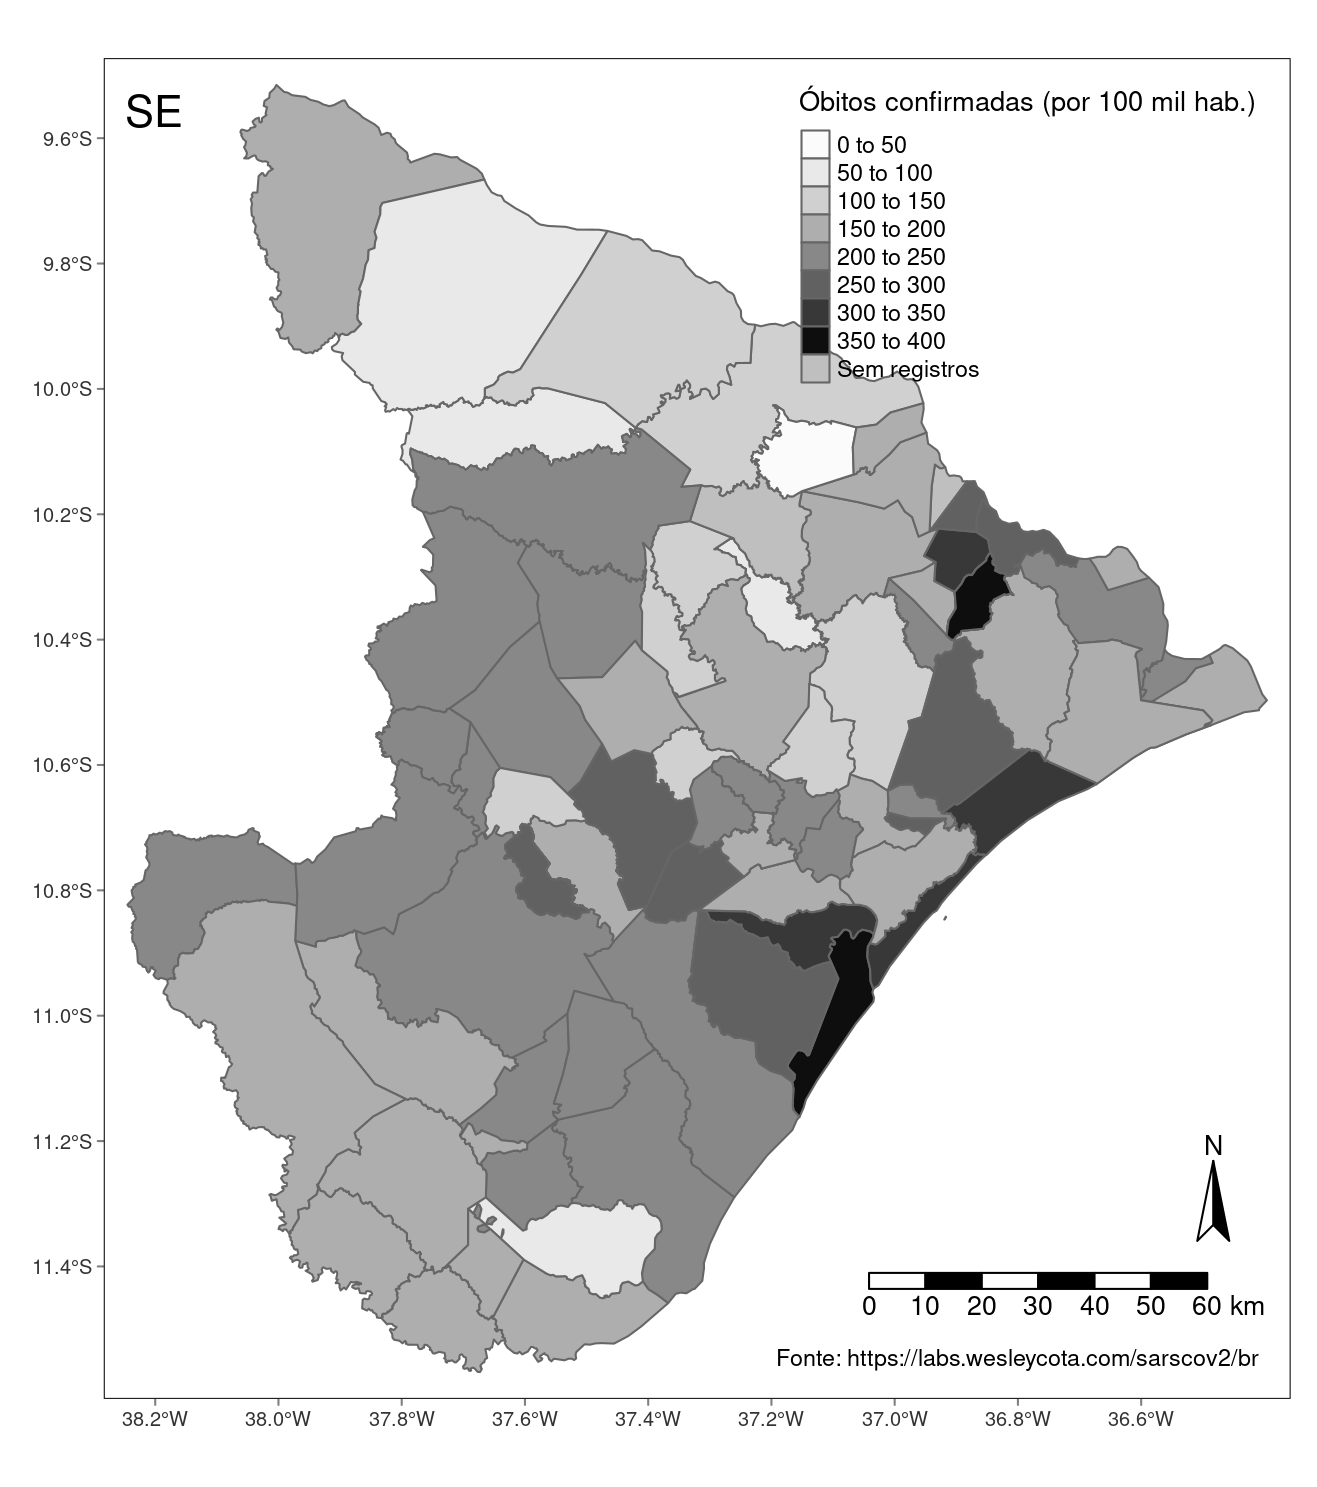 SE
Óbitos confirmadas (por 100 mil hab.)
0 to 50
50 to 100
100 to 150
150 to 200
200 to 250
250 to 300
300 to 350
350 to 400
Sem registros
9.6°S
9.8°S
10.0°S
10.2°S
10.4°S
10.6°S
10.8°S
11.0°S
11.2°S
11.4°S
N
0 10 20 30 40 50 60 km
Fonte: https://labs.wesleycota.com/sarscov2/br
38.2°W 38.0°W 37.8°W 37.6°W 37.4°W 37.2°W 37.0°W 36.8°W 36.6°W